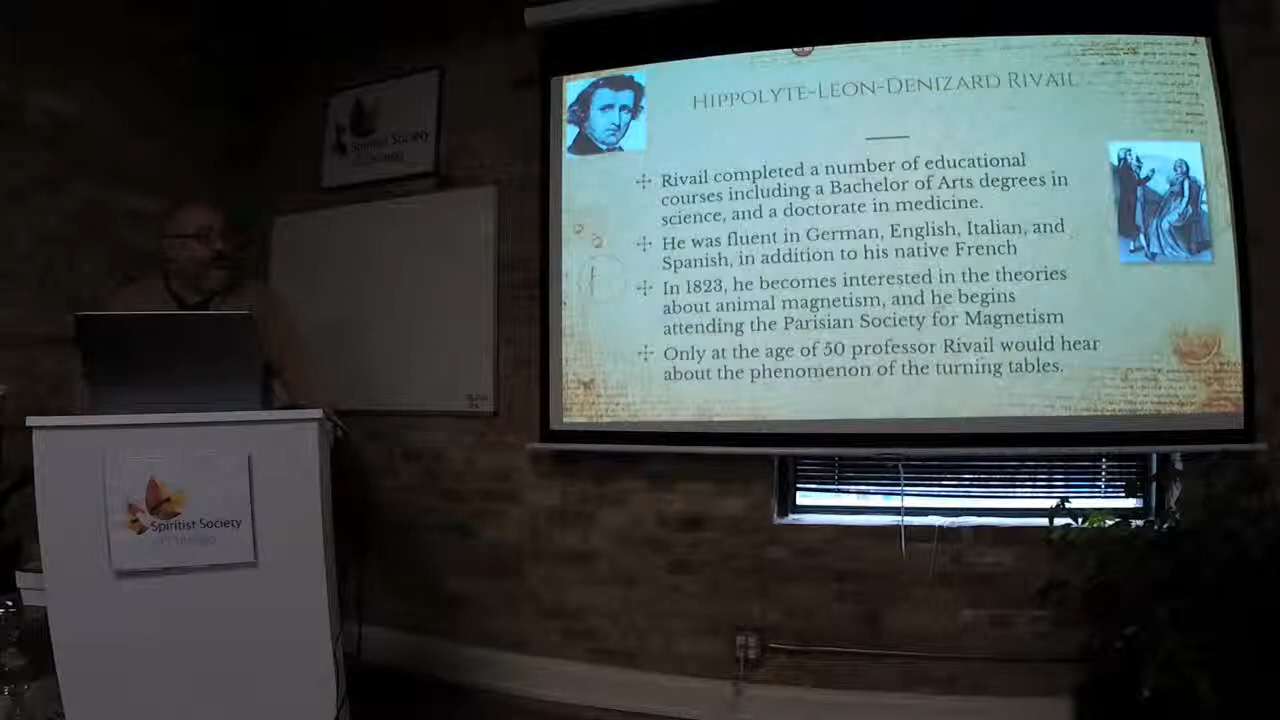 Spiritist Society
of Chicago
HIPPOLYTE-LEON-DENIZARD RIVAIL
Rivail completed a number of educational
courses including a Bachelor of Arts degrees in
science, and a doctorate in medicine.
He was fluent in German, English, Italian, and
Spanish, in addition to his native French
In 1823, he becomes interested in the theories
about animal magnetism, and he begins
attending the Parisian Society for Magnetism
Only at the age of 50 professor Rivail would hear
about the phenomenon of the turning tables.
Spiritist Society
of Chicago